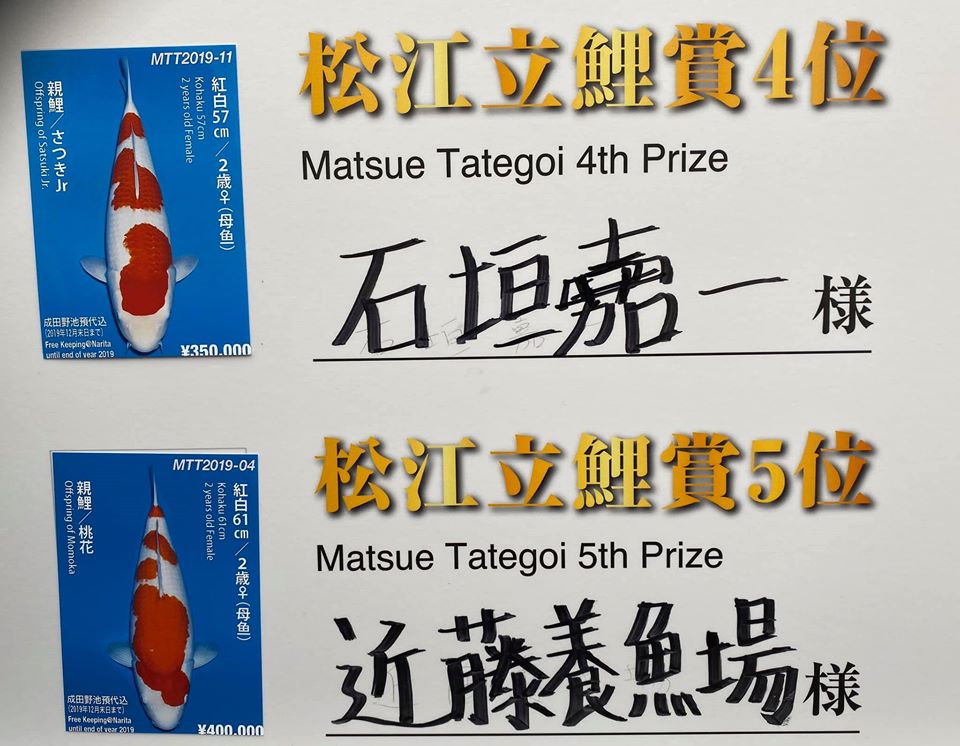 MTT2019-11
紅白57㎝／2歳♀(母魚)
Kohaku 57cm
2 years old Female
親鯉／さつきJr
Offspring of Satsuki Jr.
成田野池預代込
(2019年12月末日まで)
Free Keeping@Narita
until end of year 2019
¥350,000
松江立鯉賞4位
Matsue Tategoi 4th Prize
石垣嘉一 様
MTT2019-04
紅白61㎝／2歳♀(母魚)
Kohaku 61cm
2 years old Female
親鯉／桃花
Offspring of Momoka
成田野池預代込
(2019年12月末日まで)
Free Keeping@Narita
until end of year 2019
¥400,000
松江立鯉賞5位
Matsue Tategoi 5th Prize
近藤養魚場 様